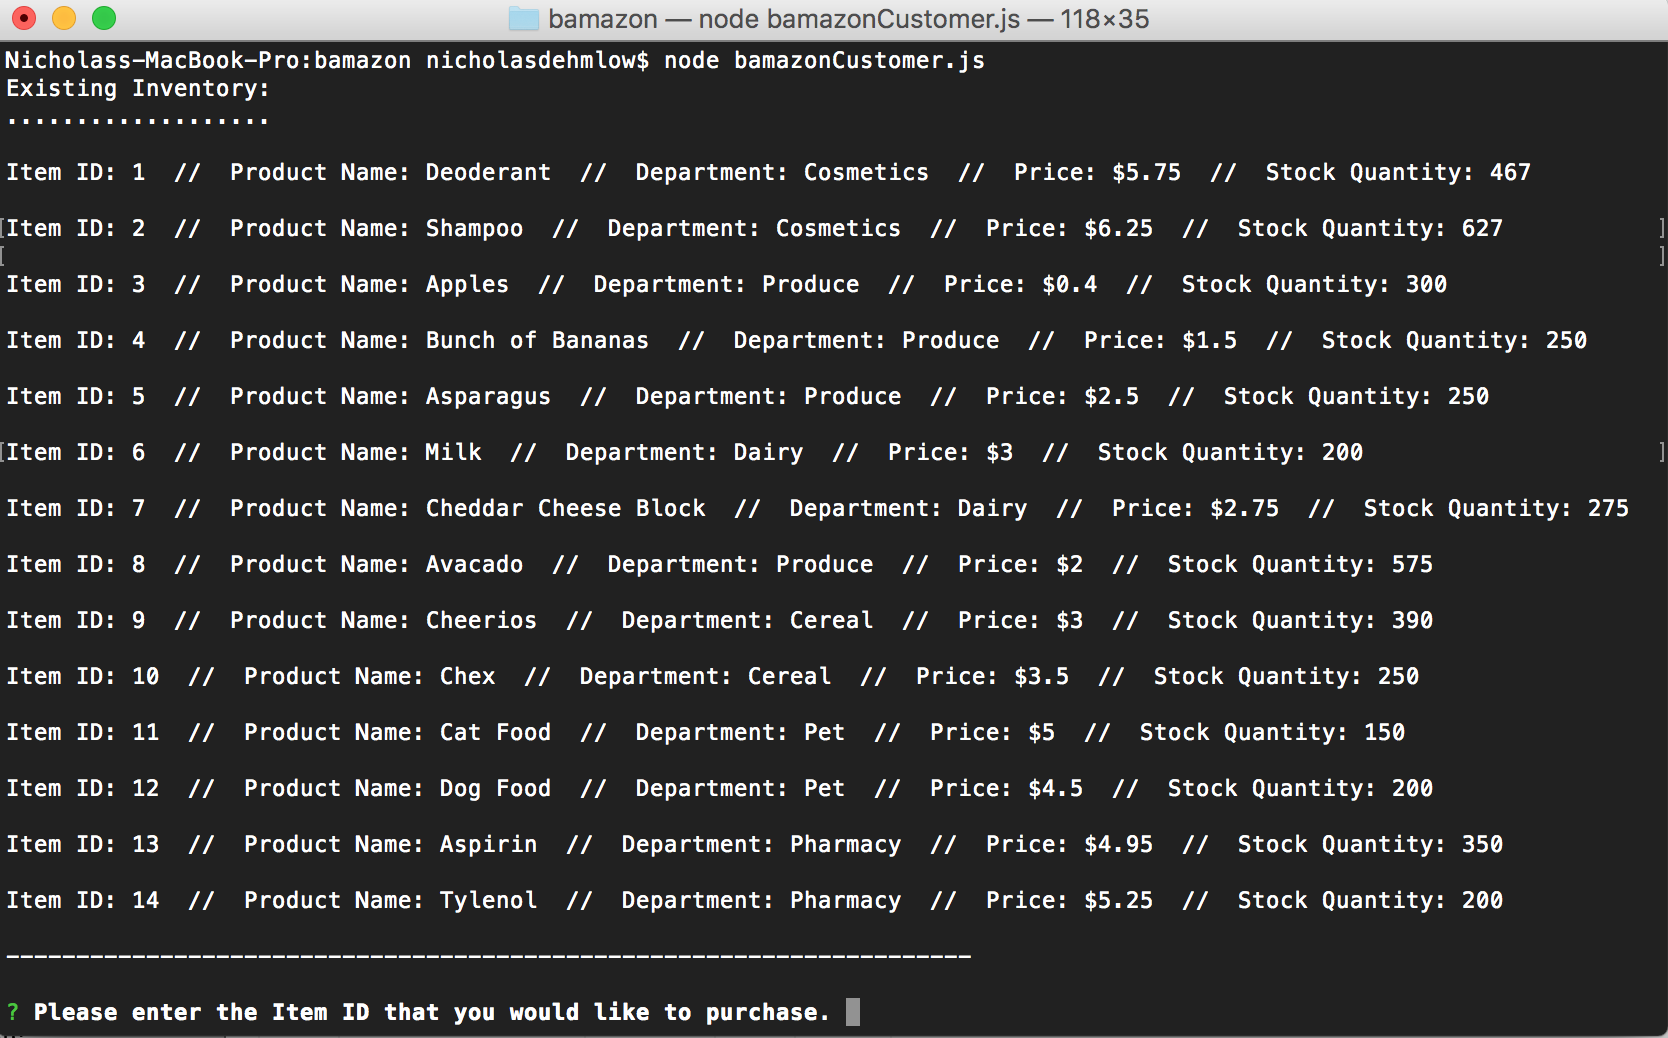 bamazon — node bamazonCustomer.js — 118×35
Nicholass-MacBook-Pro:bamazon nicholasdehmlow$ node bamazonCustomer.js
Existing Inventory:
...................
Item ID: 1  //  Product Name: Deoderant  //  Department: Cosmetics  //  Price: $5.75  //  Stock Quantity: 467
[Item ID: 2  //  Product Name: Shampoo  //  Department: Cosmetics  //  Price: $6.25  //  Stock Quantity: 627 ]
[ ]
Item ID: 3  //  Product Name: Apples  //  Department: Produce  //  Price: $0.4  //  Stock Quantity: 300
Item ID: 4  //  Product Name: Bunch of Bananas  //  Department: Produce  //  Price: $1.5  //  Stock Quantity: 250
Item ID: 5  //  Product Name: Asparagus  //  Department: Produce  //  Price: $2.5  //  Stock Quantity: 250
[Item ID: 6  //  Product Name: Milk  //  Department: Dairy  //  Price: $3  //  Stock Quantity: 200 ]
Item ID: 7  //  Product Name: Cheddar Cheese Block  //  Department: Dairy  //  Price: $2.75  //  Stock Quantity: 275
Item ID: 8  //  Product Name: Avacado  //  Department: Produce  //  Price: $2  //  Stock Quantity: 575
Item ID: 9  //  Product Name: Cheerios  //  Department: Cereal  //  Price: $3  //  Stock Quantity: 390
Item ID: 10  //  Product Name: Chex  //  Department: Cereal  //  Price: $3.5  //  Stock Quantity: 250
Item ID: 11  //  Product Name: Cat Food  //  Department: Pet  //  Price: $5  //  Stock Quantity: 150
Item ID: 12  //  Product Name: Dog Food  //  Department: Pet  //  Price: $4.5  //  Stock Quantity: 200
Item ID: 13  //  Product Name: Aspirin  //  Department: Pharmacy  //  Price: $4.95  //  Stock Quantity: 350
Item ID: 14  //  Product Name: Tylenol  //  Department: Pharmacy  //  Price: $5.25  //  Stock Quantity: 200
---------------------------------------------------------------------
? Please enter the Item ID that you would like to purchase.